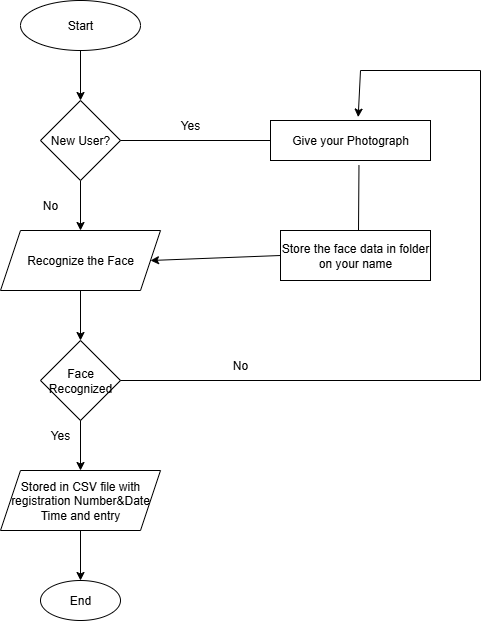 Start
New User?
Yes
Give your Photograph
No
Recognize the Face
Store the face data in folder
on your name
Face
Recognized
No
Yes
Stored in CSV file with
registration Number&Date
Time and entry
End